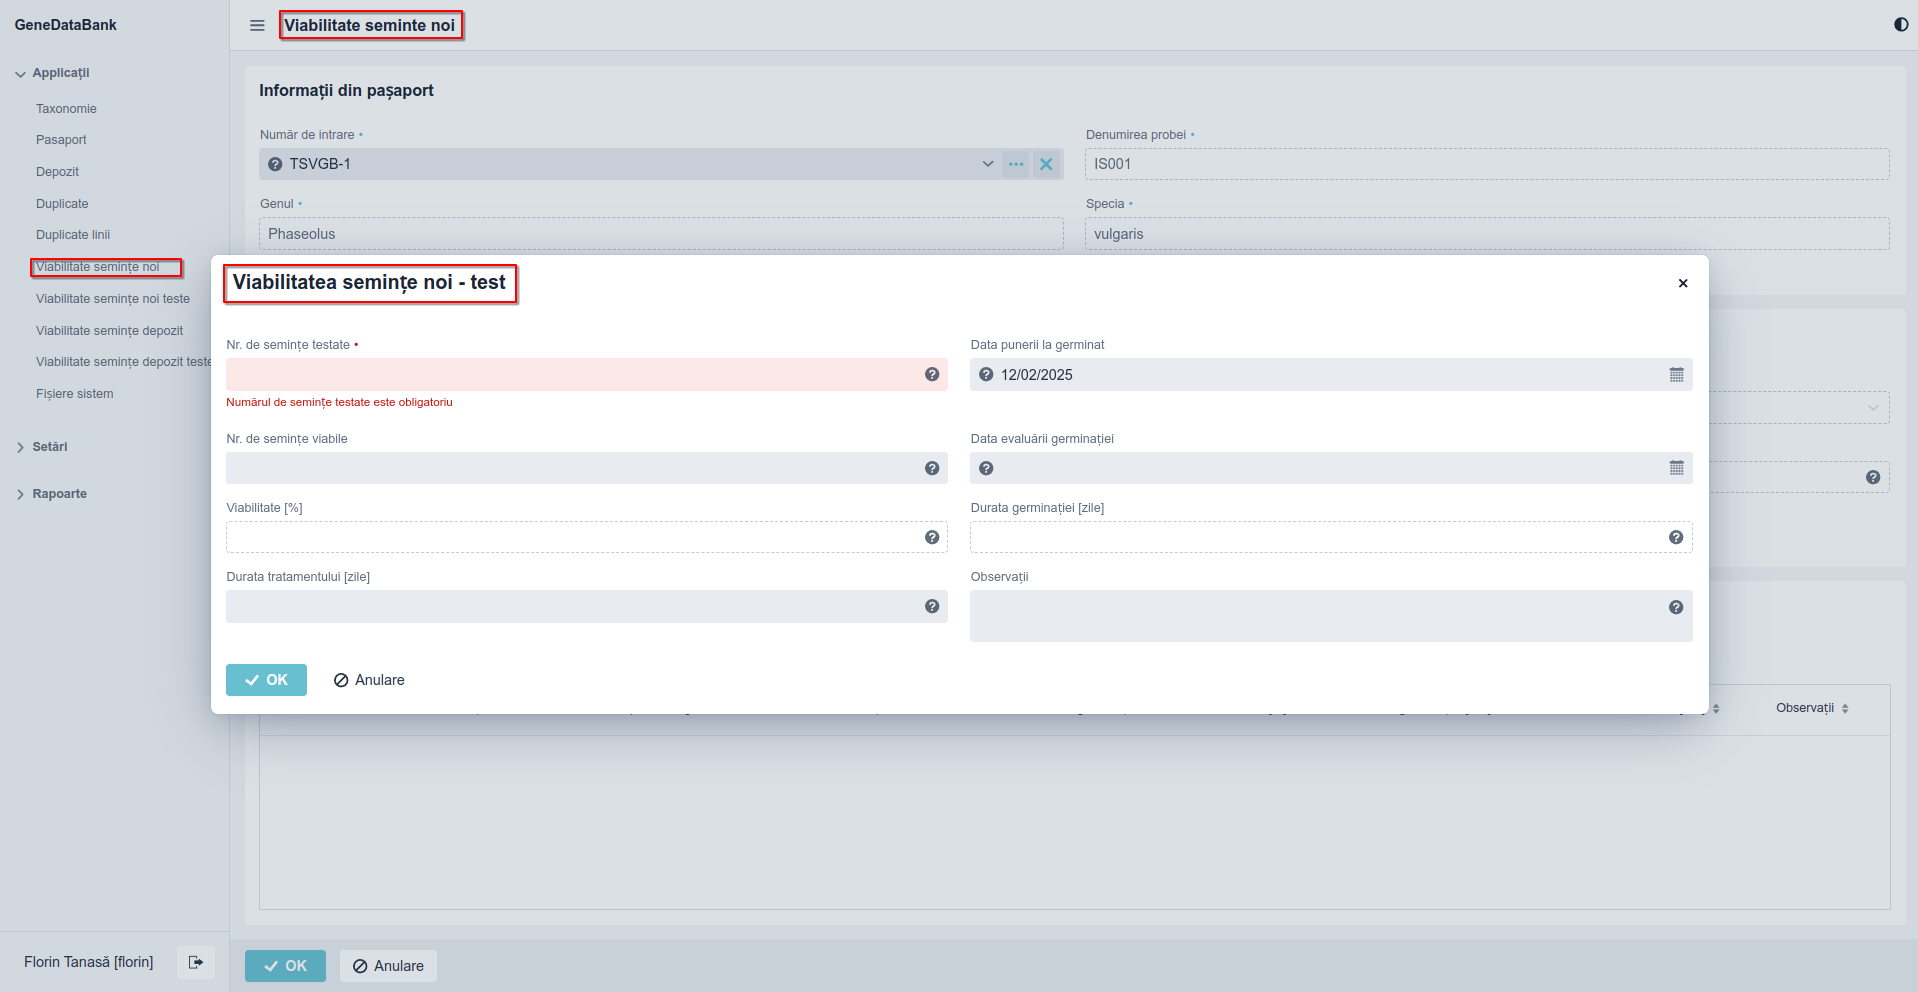 GeneDataBank
Viabilitate seminte noi
Applicații
Taxonomie
Pasaport
Depozit
Duplicate
Duplicate linii
Viabilitate semințe noi
Viabilitate semințe noi teste
Viabilitate semințe depozit
Viabilitate semințe depozit teste
Fișiere sistem
Setări
Rapoarte
Florin Tanasă [florin]
Informații din pașaport
Număr de intrare •
Denumirea probei •
TSVGB-1
IS001
Genul •
Specia •
Phaseolus
vulgaris
Viabilitatea semințe noi - test
Nr. de semințe testate •
Data punerii la germinat
12/02/2025
Numărul de semințe testate este obligatoriu
Nr. de semințe viabile
Data evaluării germinației
Viabilitate [%]
Durata germinației [zile]
Durata tratamentului [zile]
Observații
OK
Anulare
Observații
OK
Anulare